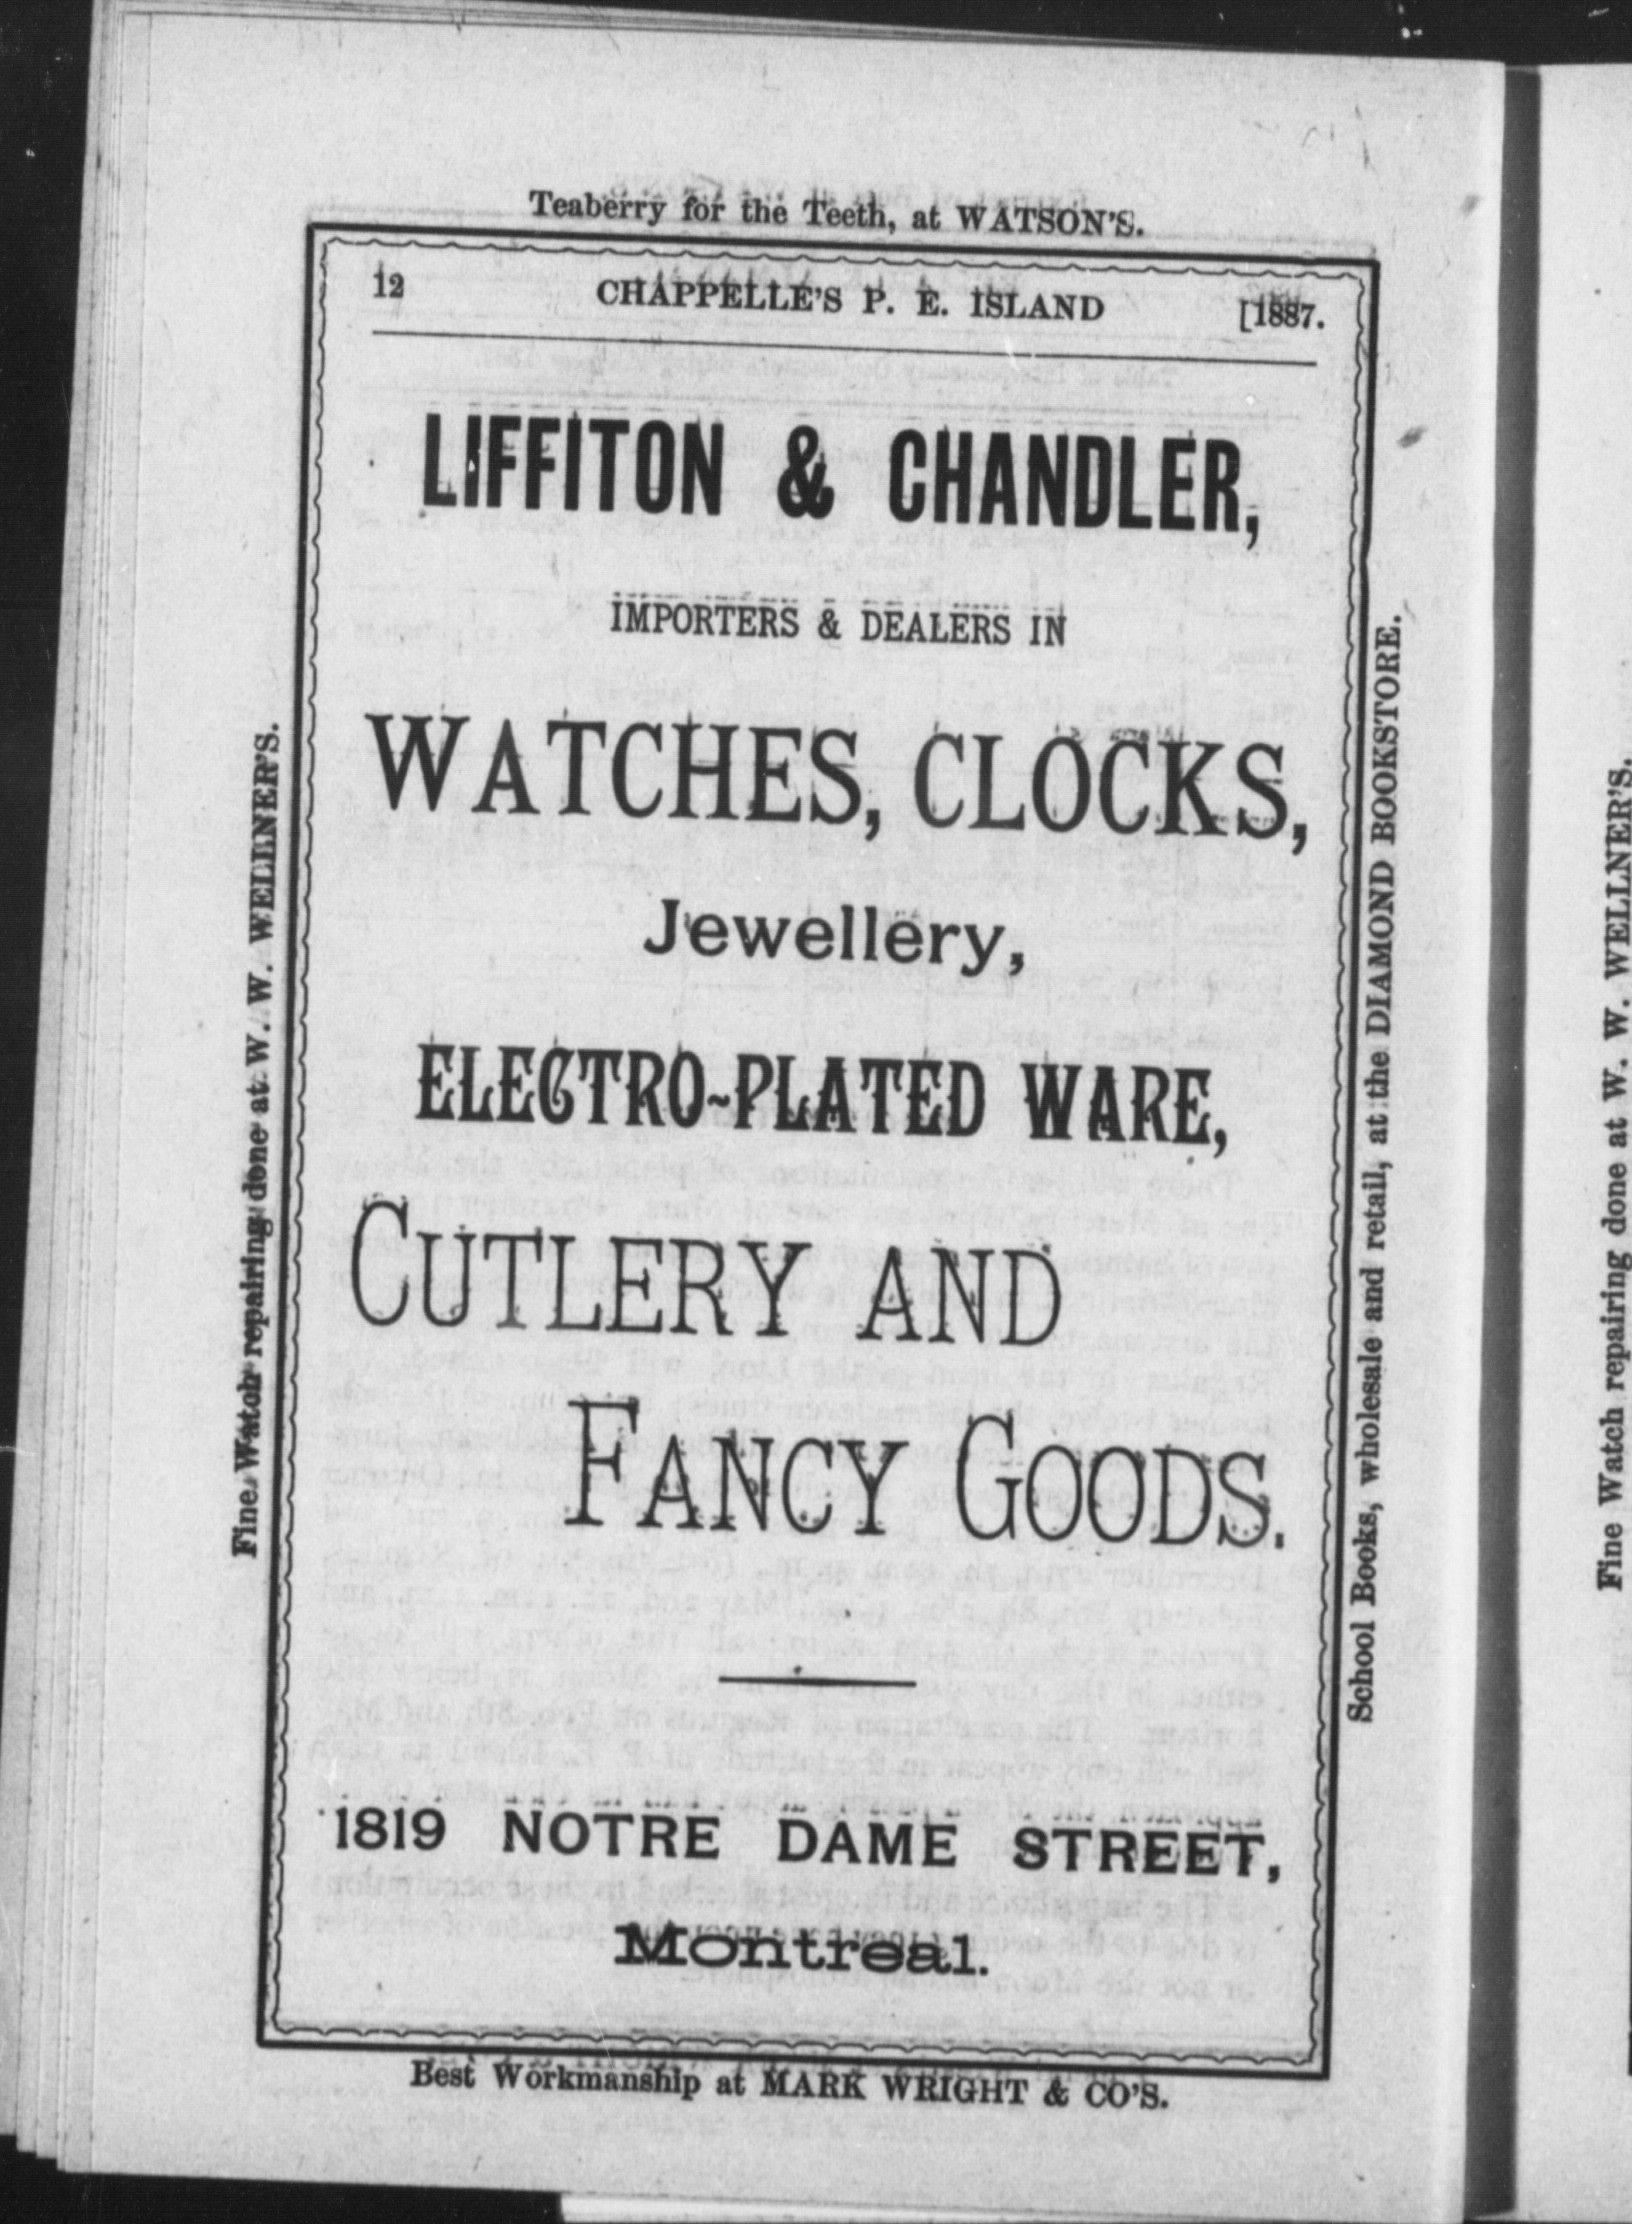 Teaberry for the Teeth, at WATSON'S.
12 CHAPPELLE'S P. E. ISLAND [1887.
LIFFITON & CHANDLER,
IMPORTERS & DEALERS IN
WATCHES, CLOCKS,
Jewellery,
ELECTRO-PLATED WARE,
CUTLERY AND
FANCY GOODS.
1819 NOTRE DAME STREET,
Montreal.
Best Workmanship at MARK WRIGHT & CO'S.
Fine Watch repairing done at W. W. WELLNER'S.
School Books, wholesale and retail, at the DIAMOND BOOKSTORE.
Fine Watch repairing done at W. W. WELLNER'S.